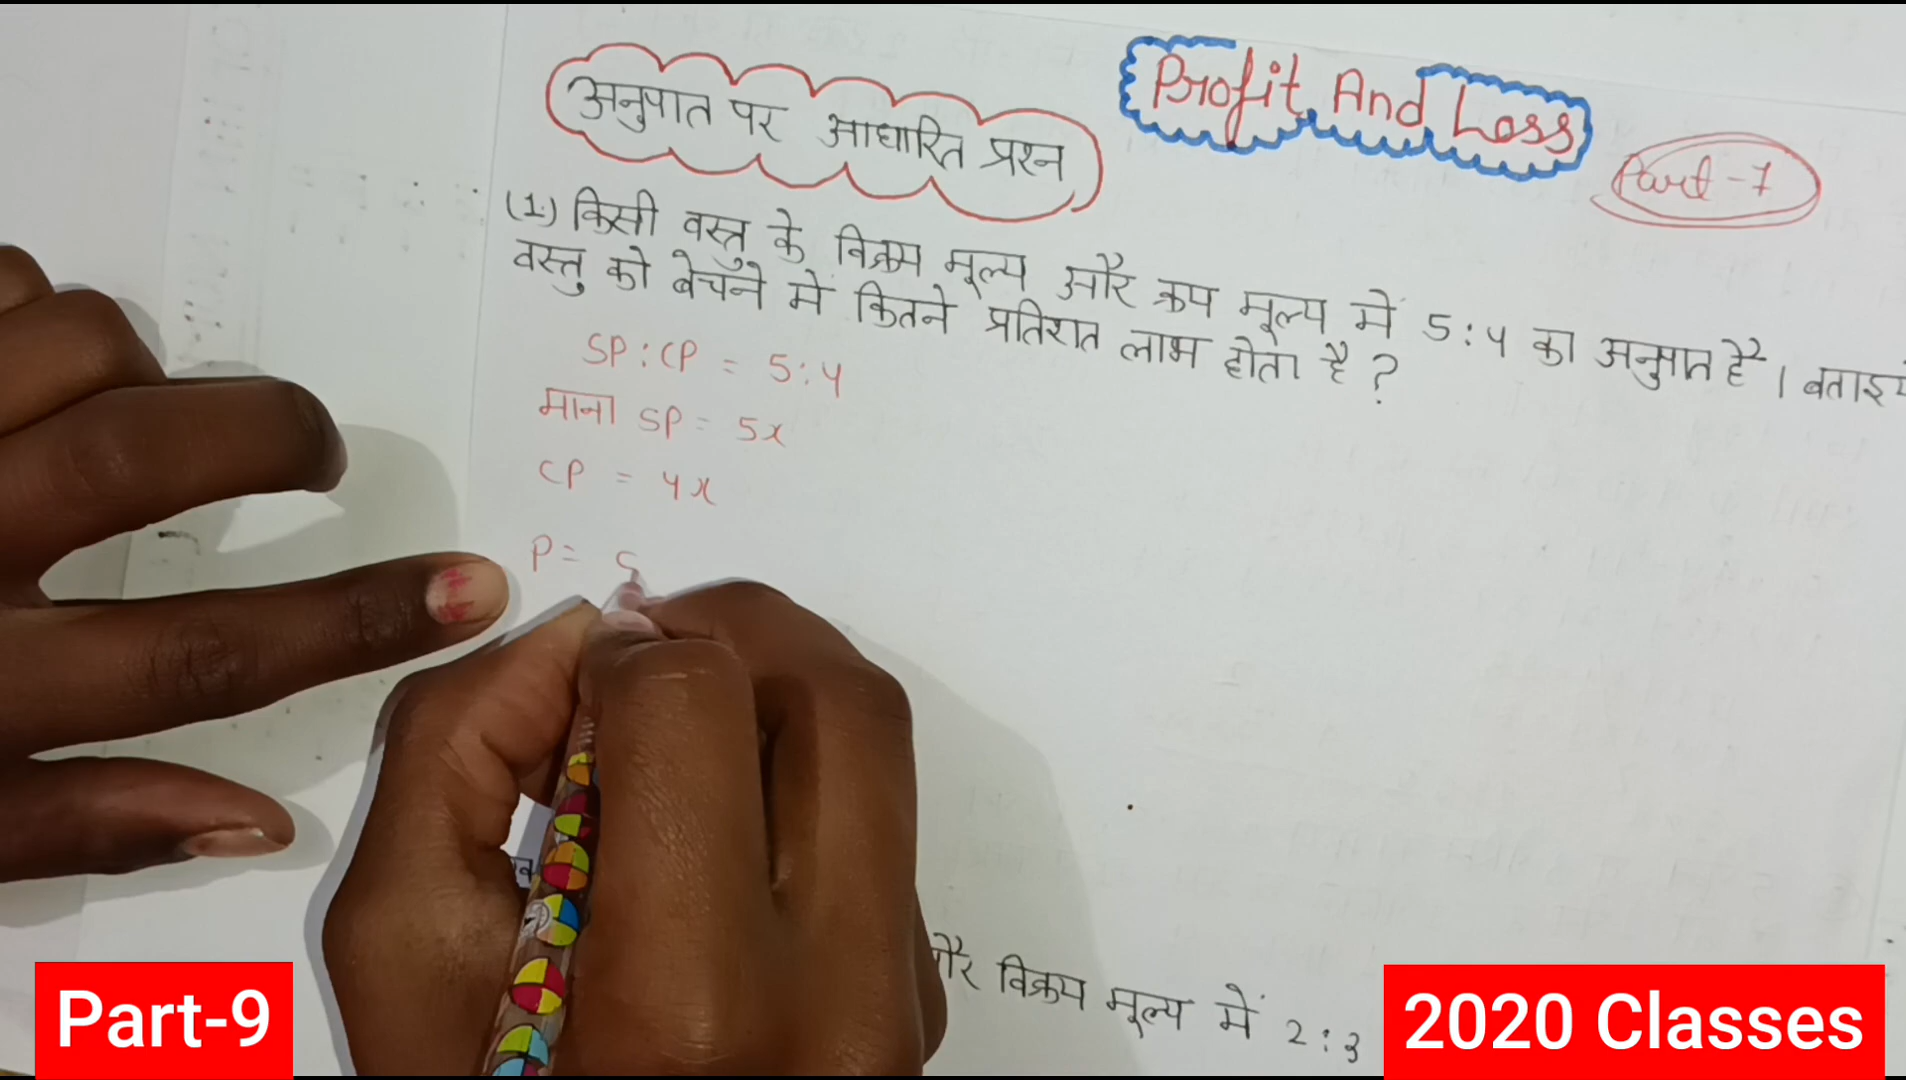 अनुपात पर आधारित प्रश्न
Profit And Loss
Part-7
(1.) किसी वस्तु के विक्रय मूल्य और क्रय मूल्य में 5:4 का अनुपात है। बताइये
वस्तु को बेचने में कितने प्रतिशत लाभ होता है ?
SP:CP = 5:4
माना SP = 5x
CP = 4x
P = 5
और विक्रय मूल्य में 2:3
Part-9
2020 Classes